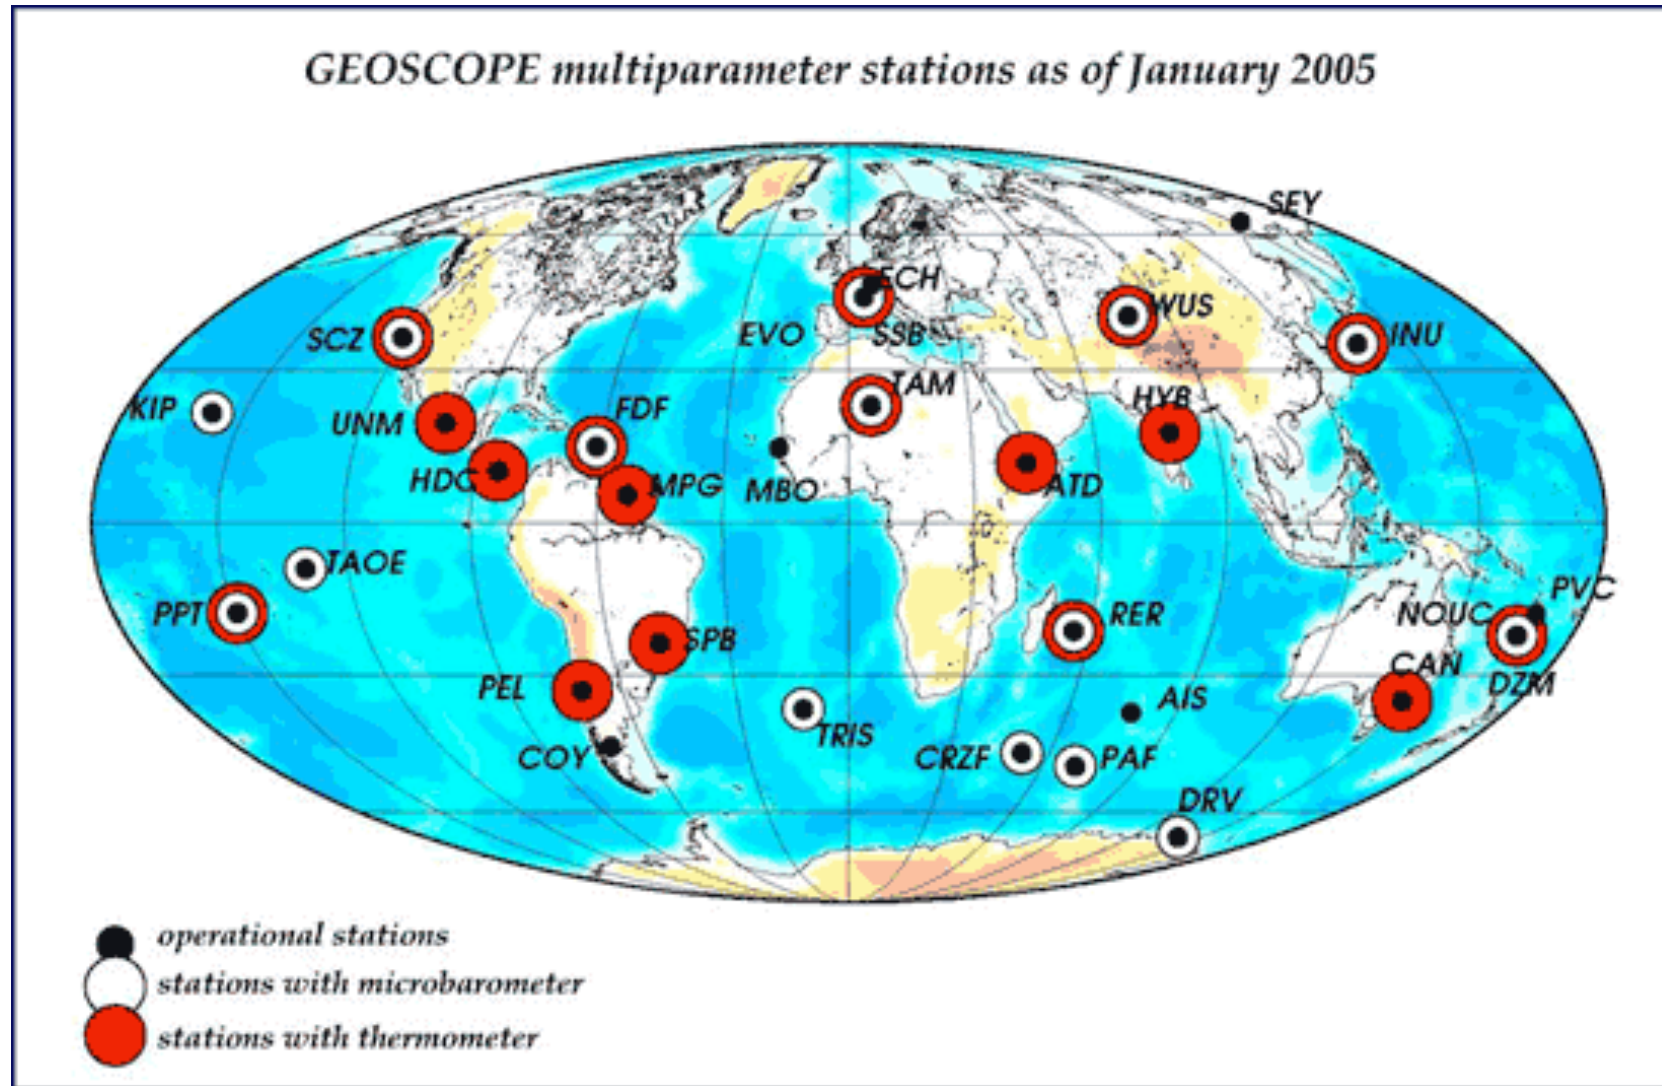 GEOSCOPE multiparameter stations as of January 2005
SEY
ECH
WUS
EVO
SSB
INU
SCZ
TAM
KIP
UNM
FDF
HYB
HDC
MPG
MBO
ATD
TAOE
PPT
PVC
NOUC
RER
SPB
CAN
DZM
PEL
AIS
TRIS
COY
CRZF
PAF
DRV
operational stations
stations with microbarometer
stations with thermometer